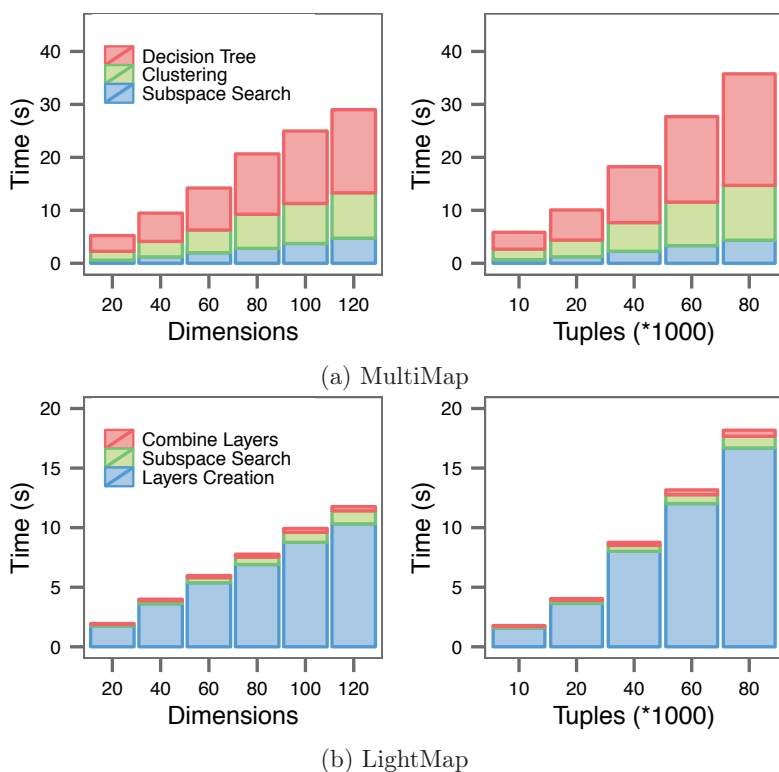 Time (s)
40
30
20
10
0
Decision Tree
Clustering
Subspace Search
20 40 60 80 100 120
Dimensions
Time (s)
40
30
20
10
0
10 20 40 60 80
Tuples (*1000)
(a) MultiMap
Time (s)
20
15
10
5
0
Combine Layers
Subspace Search
Layers Creation
20 40 60 80 100 120
Dimensions
Time (s)
20
15
10
5
0
10 20 40 60 80
Tuples (*1000)
(b) LightMap